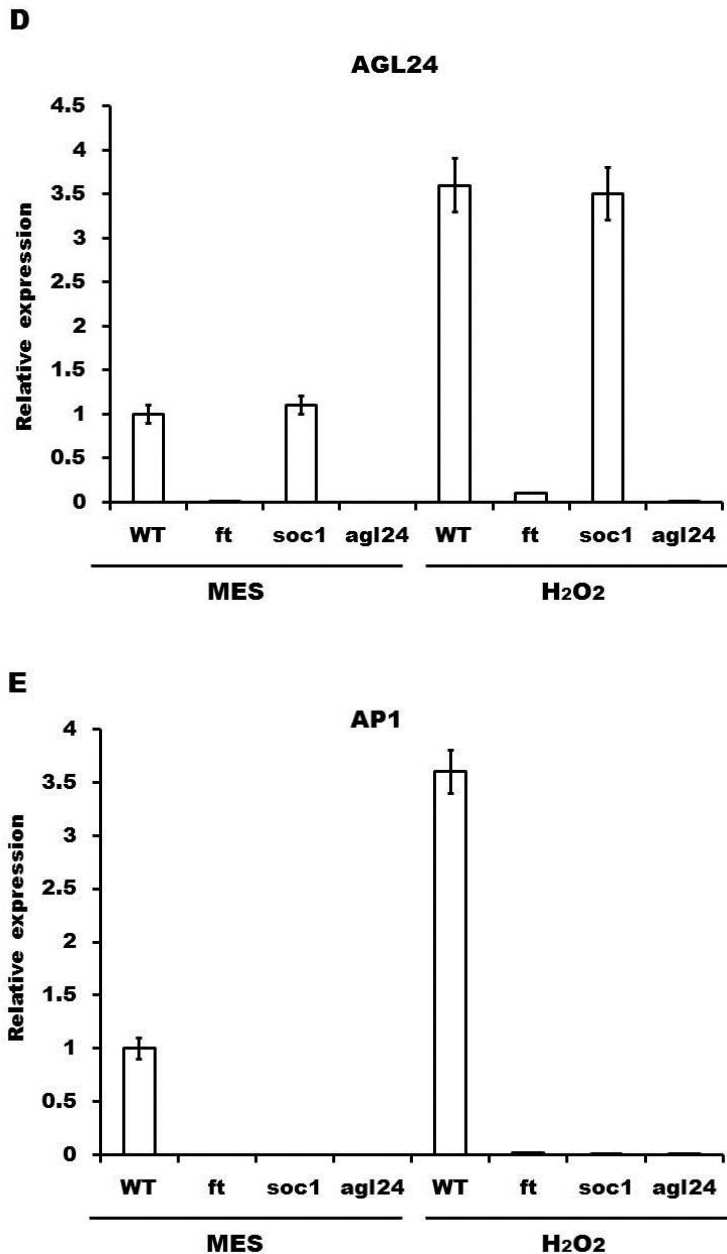 D
AGL24
4.5
4
3.5
3
2.5
2
1.5
1
0.5
0
Relative expression
WT ft soc1 agl24 WT ft soc1 agl24
MES H2O2
E
AP1
4
3.5
3
2.5
2
1.5
1
0.5
0
Relative expression
WT ft soc1 agl24 WT ft soc1 agl24
MES H2O2